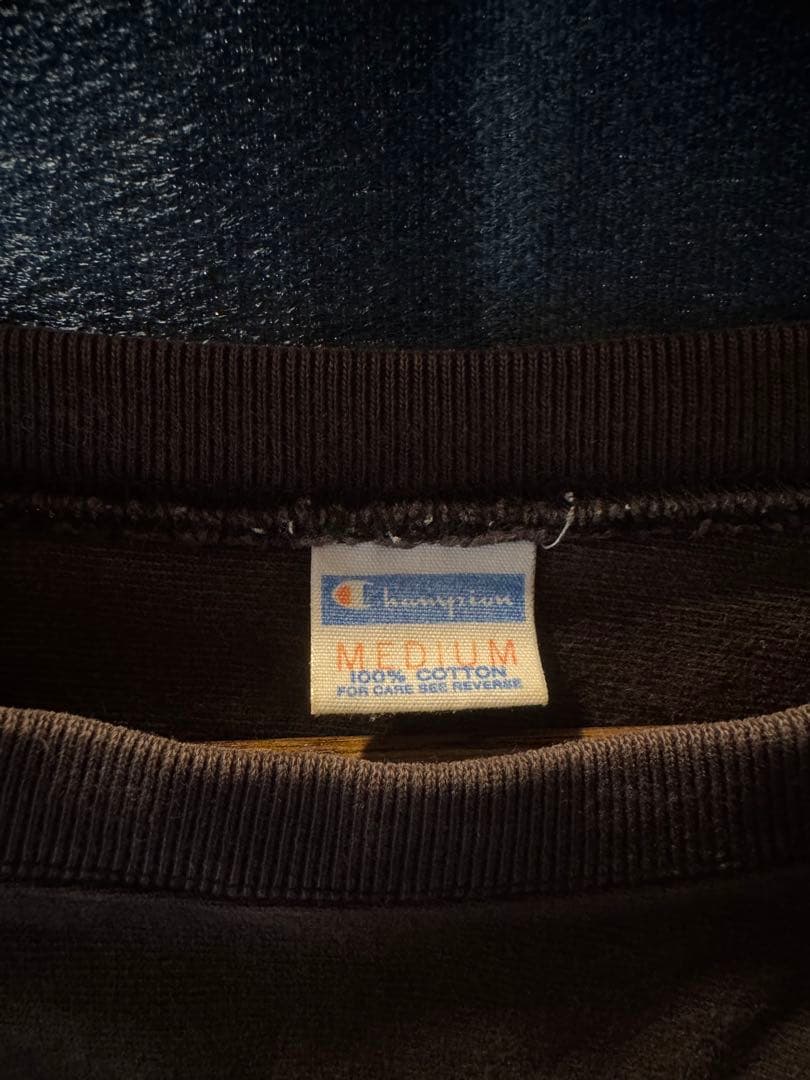 Champion
MEDIUM
100% COTTON
FOR CARE SEE REVERSE